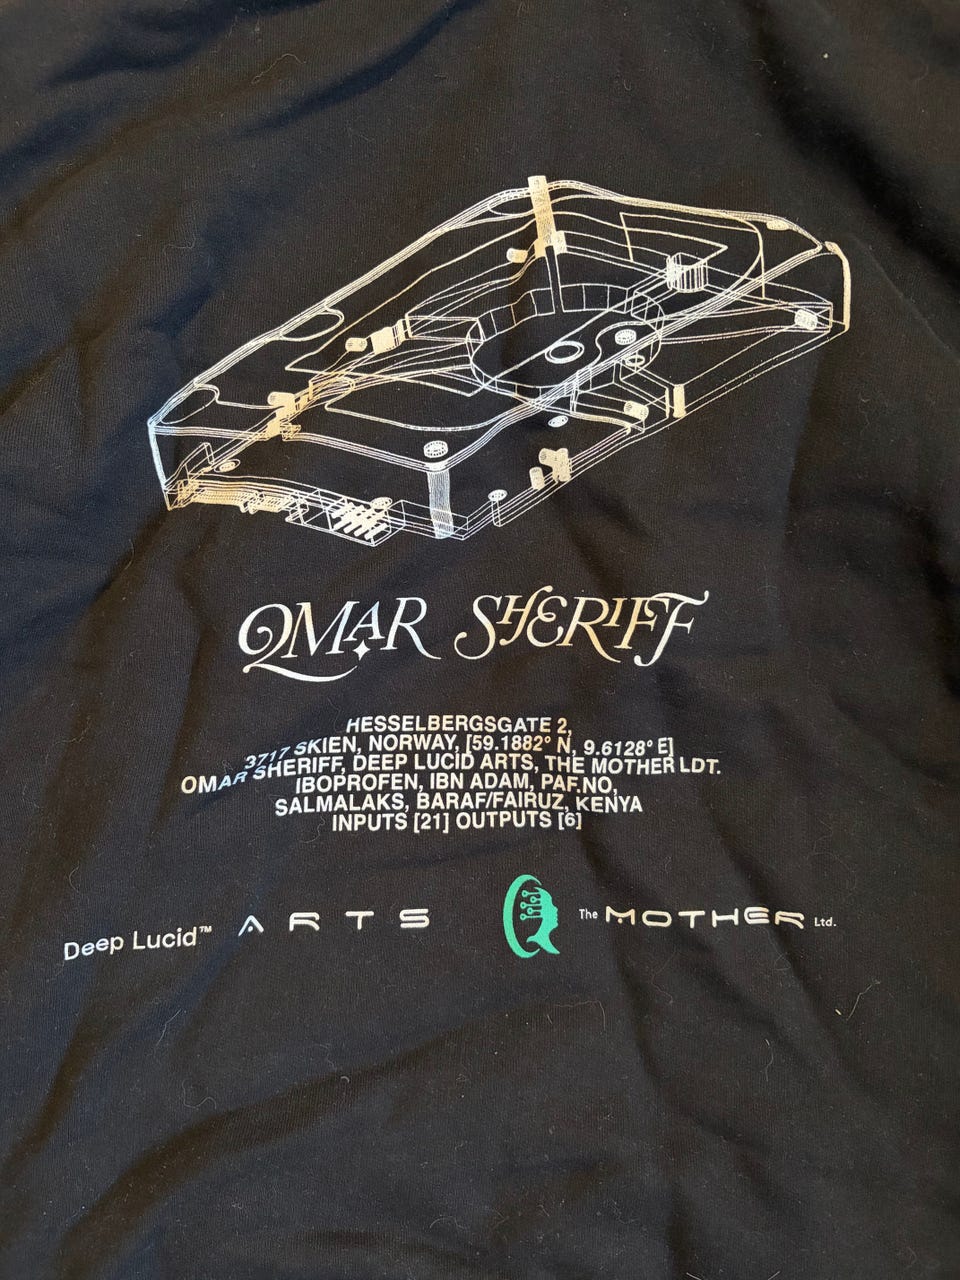 OMAR SHERIFF
HESSELBERGSGATE 2,
3717 SKIEN, NORWAY, [59.1882° N, 9.6128° E]
OMAR SHERIFF, DEEP LUCID ARTS, THE MOTHER LDT.
IBOPROFEN, IBN ADAM, PAF.NO,
SALMALAKS, BARAF/FAIRUZ, KENYA
INPUTS [21] OUTPUTS [6]
Deep Lucid™ ARTS The MOTHER Ltd.